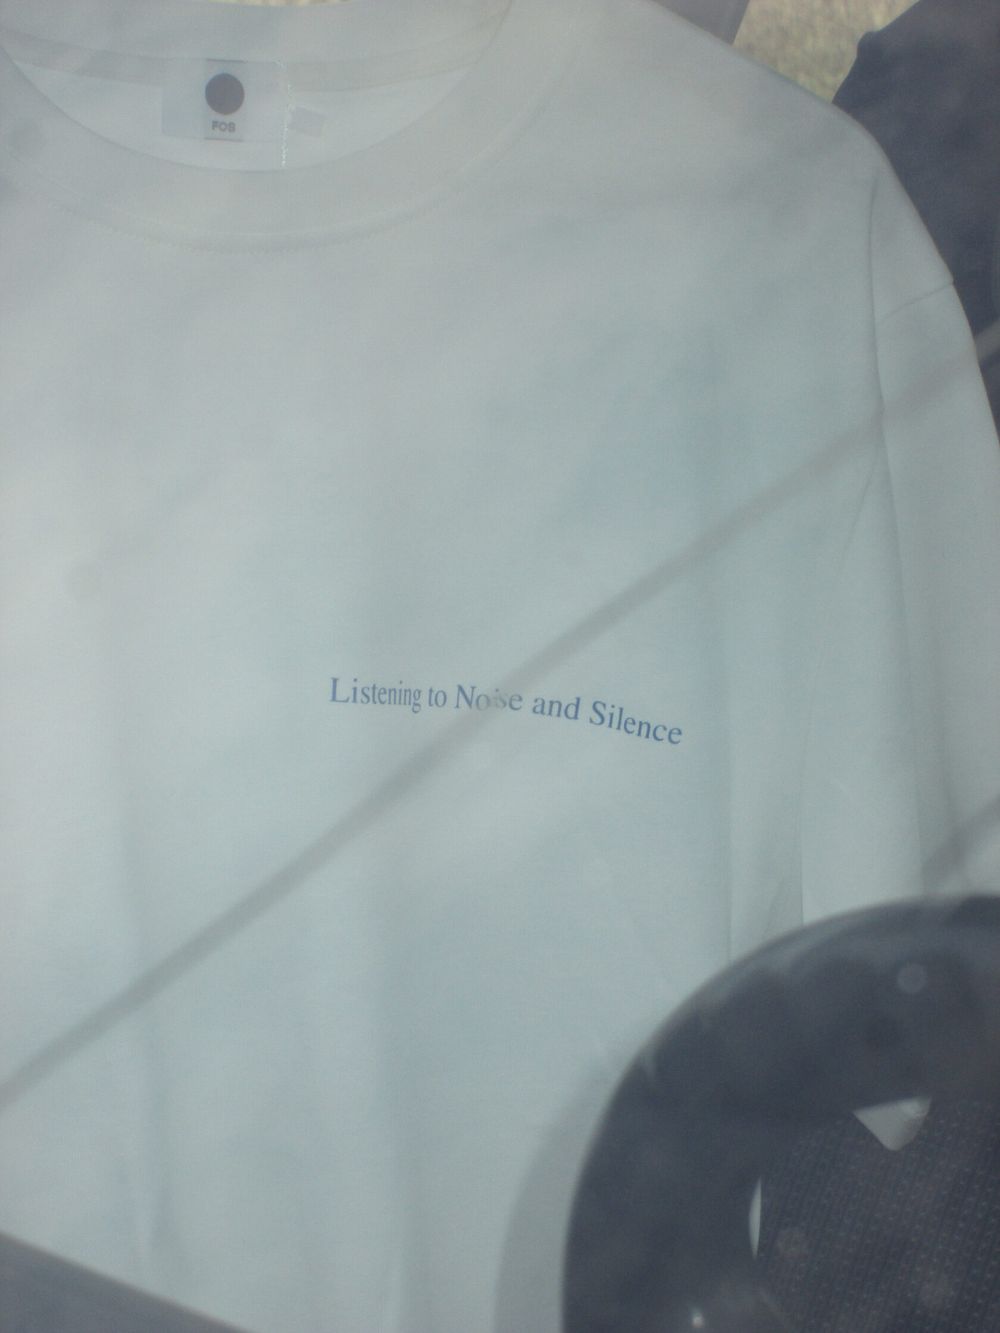 FOB
Listening to Noise and Silence